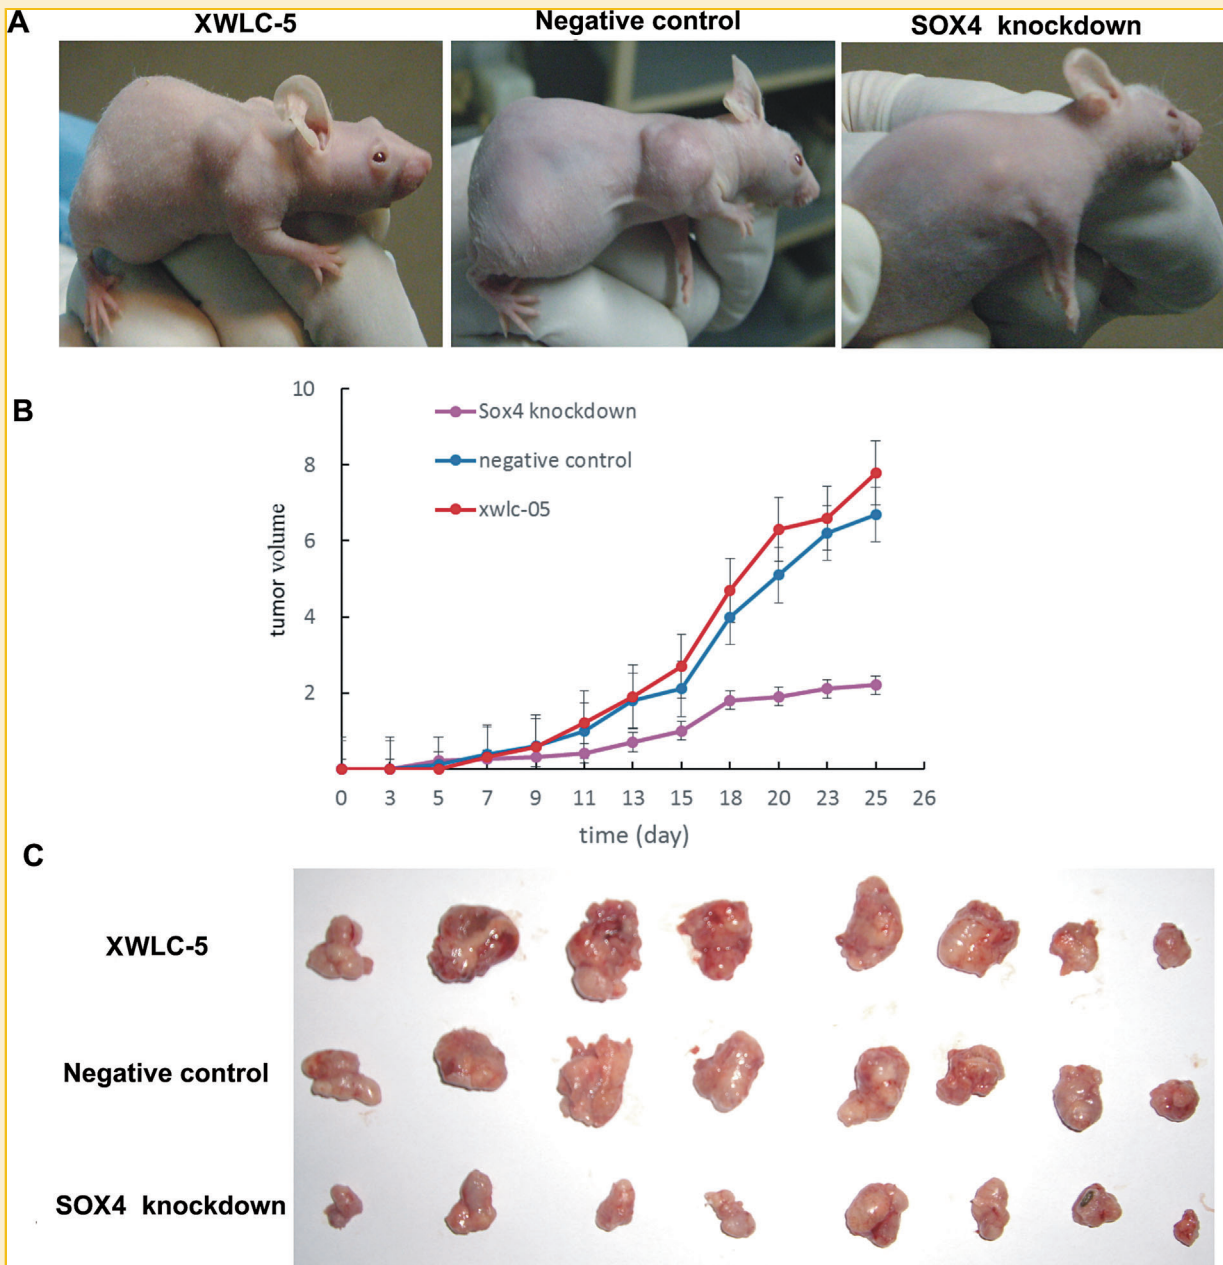 A
XWLC-5
Negative control
SOX4 knockdown
B
10
8
6
4
2
tumor volume
Sox4 knockdown
negative control
xwlc-05
0 3 5 7 9 11 13 15 18 20 23 25 26
time (day)
C
XWLC-5
Negative control
SOX4 knockdown